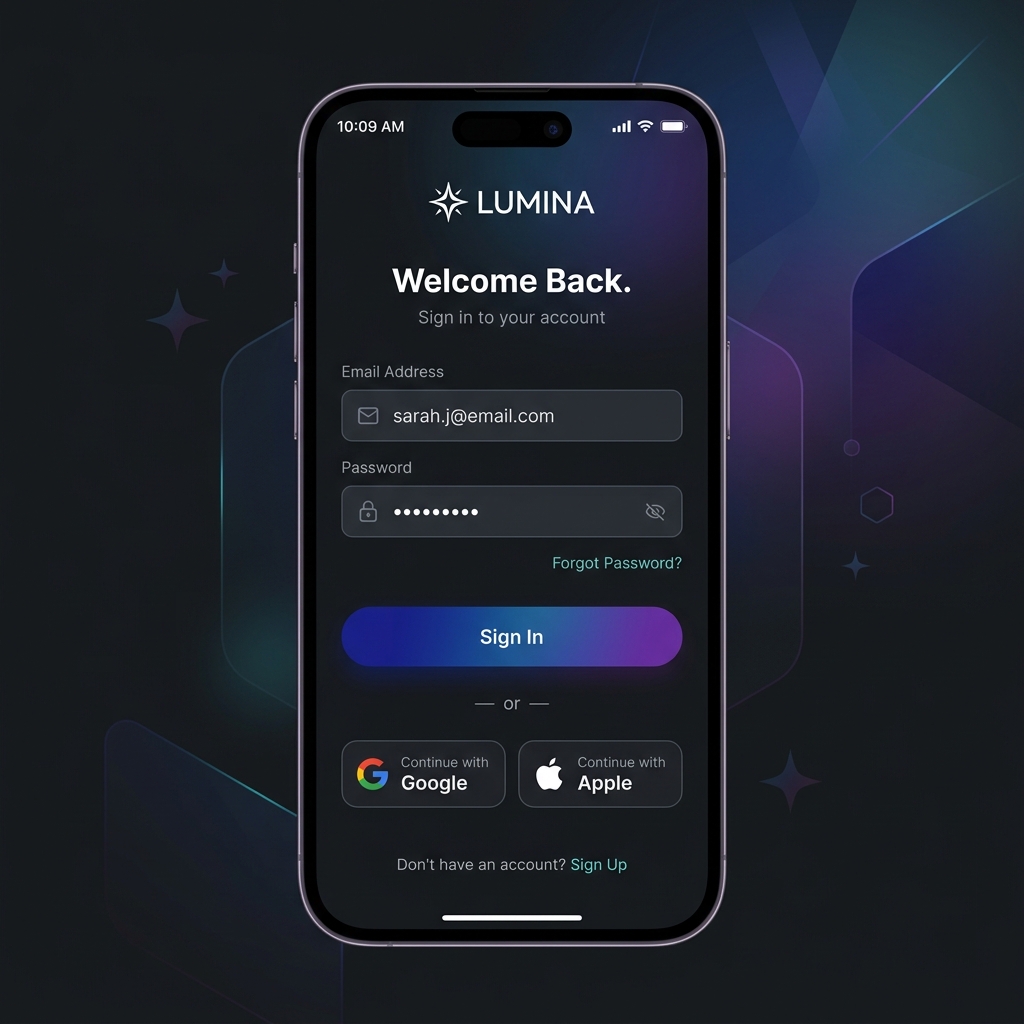 10:09 AM
LUMINA
Welcome Back.
Sign in to your account
Email Address
sarah.j@email.com
Password
•••••••••
Forgot Password?
Sign In
— or —
Continue with
Google
Continue with
Apple
Don't have an account? Sign Up